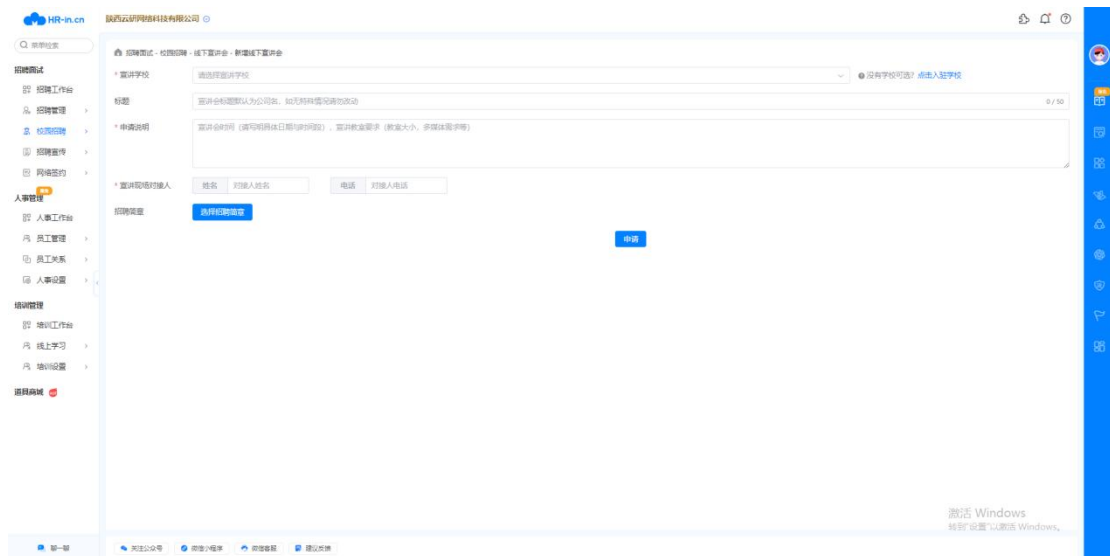 HR-in.cn
陕西云研网络科技有限公司
菜单检索
招聘面试
招聘工作台
招聘管理
校园招聘
招聘宣传
网络签约
人事管理
人事工作台
员工管理
员工关系
人事设置
培训管理
培训工作台
线上学习
培训设置
道具商城
聊一聊
招聘面试 - 校园招聘 - 线下宣讲会 - 新增线下宣讲会
* 宣讲学校 请选择宣讲学校 没有学校可选？点击入驻学校
标题 宣讲会标题默认为公司名，如无特殊情况请勿改动 0 / 50
* 申请说明 宣讲会时间（填写明具体日期与时间段），宣讲教室要求（教室大小、多媒体需求等）
* 宣讲现场对接人 姓名 对接人姓名 电话 对接人电话
招聘简章 选择招聘简章
申请
激活 Windows
转到"设置"以激活 Windows。
关注公众号 微信小程序 微信客服 建议反馈